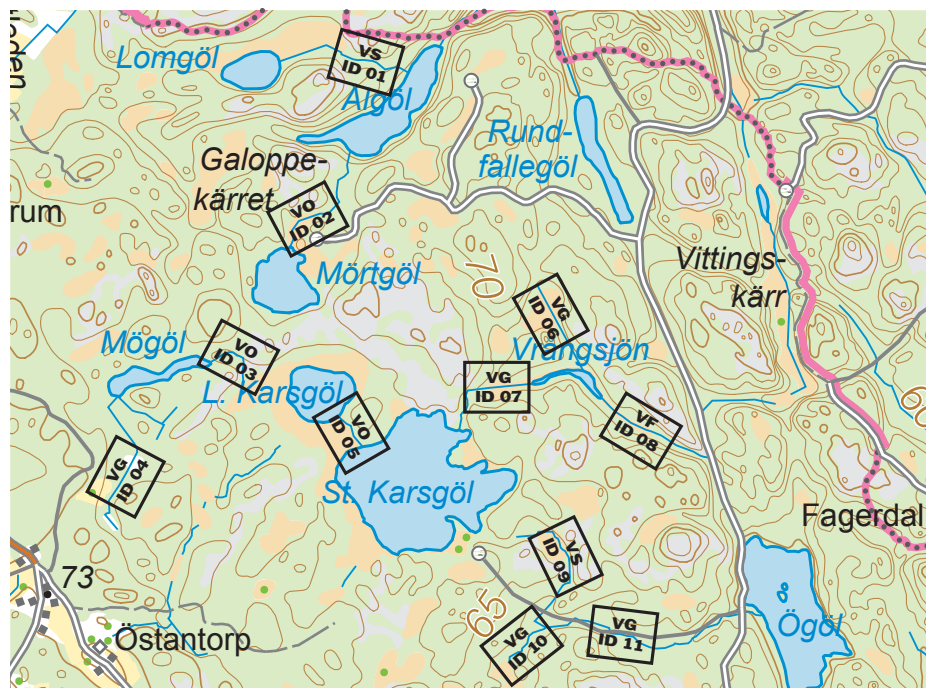 Lomgöl
VS
ID 01
Älgöl
Rund-
fallegöl
Galoppe-
kärret
VO
ID 02
rum
Mörtgöl
70
Vittings-
kärr
VG
ID 06
Mögöl
VO
ID 03
Vrångsjön
L. Karsgöl
VG
ID 07
60
VO
ID 05
VF
ID 08
VG
ID 04
St. Karsgöl
Fagerdal
VS
ID 09
73
65
VG
ID 10
VG
ID 11
Ögöl
Östantorp